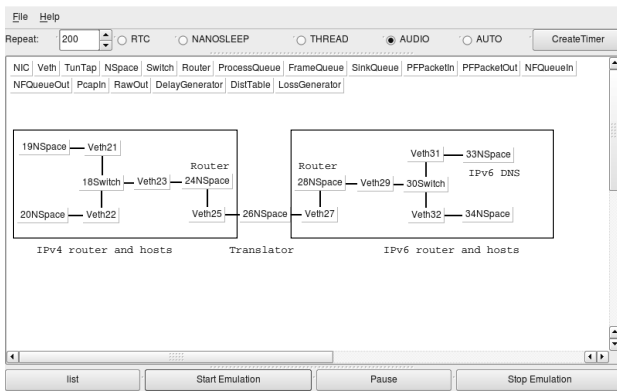 File Help
Repeat: 200 RTC NANOSLEEP THREAD AUDIO AUTO CreateTimer
NIC Veth TunTap NSpace Switch Router ProcessQueue FrameQueue SinkQueue PFPacketIn PFPacketOut NFQueueIn
NFQueueOut PcapIn RawOut DelayGenerator DistTable LossGenerator
19NSpace Veth21 Veth31 33NSpace
Router Router IPv6 DNS
18Switch Veth23 24NSpace 28NSpace Veth29 30Switch
20NSpace Veth22 Veth25 26NSpace Veth27 Veth32 34NSpace
IPv4 router and hosts Translator IPv6 router and hosts
list Start Emulation Pause Stop Emulation